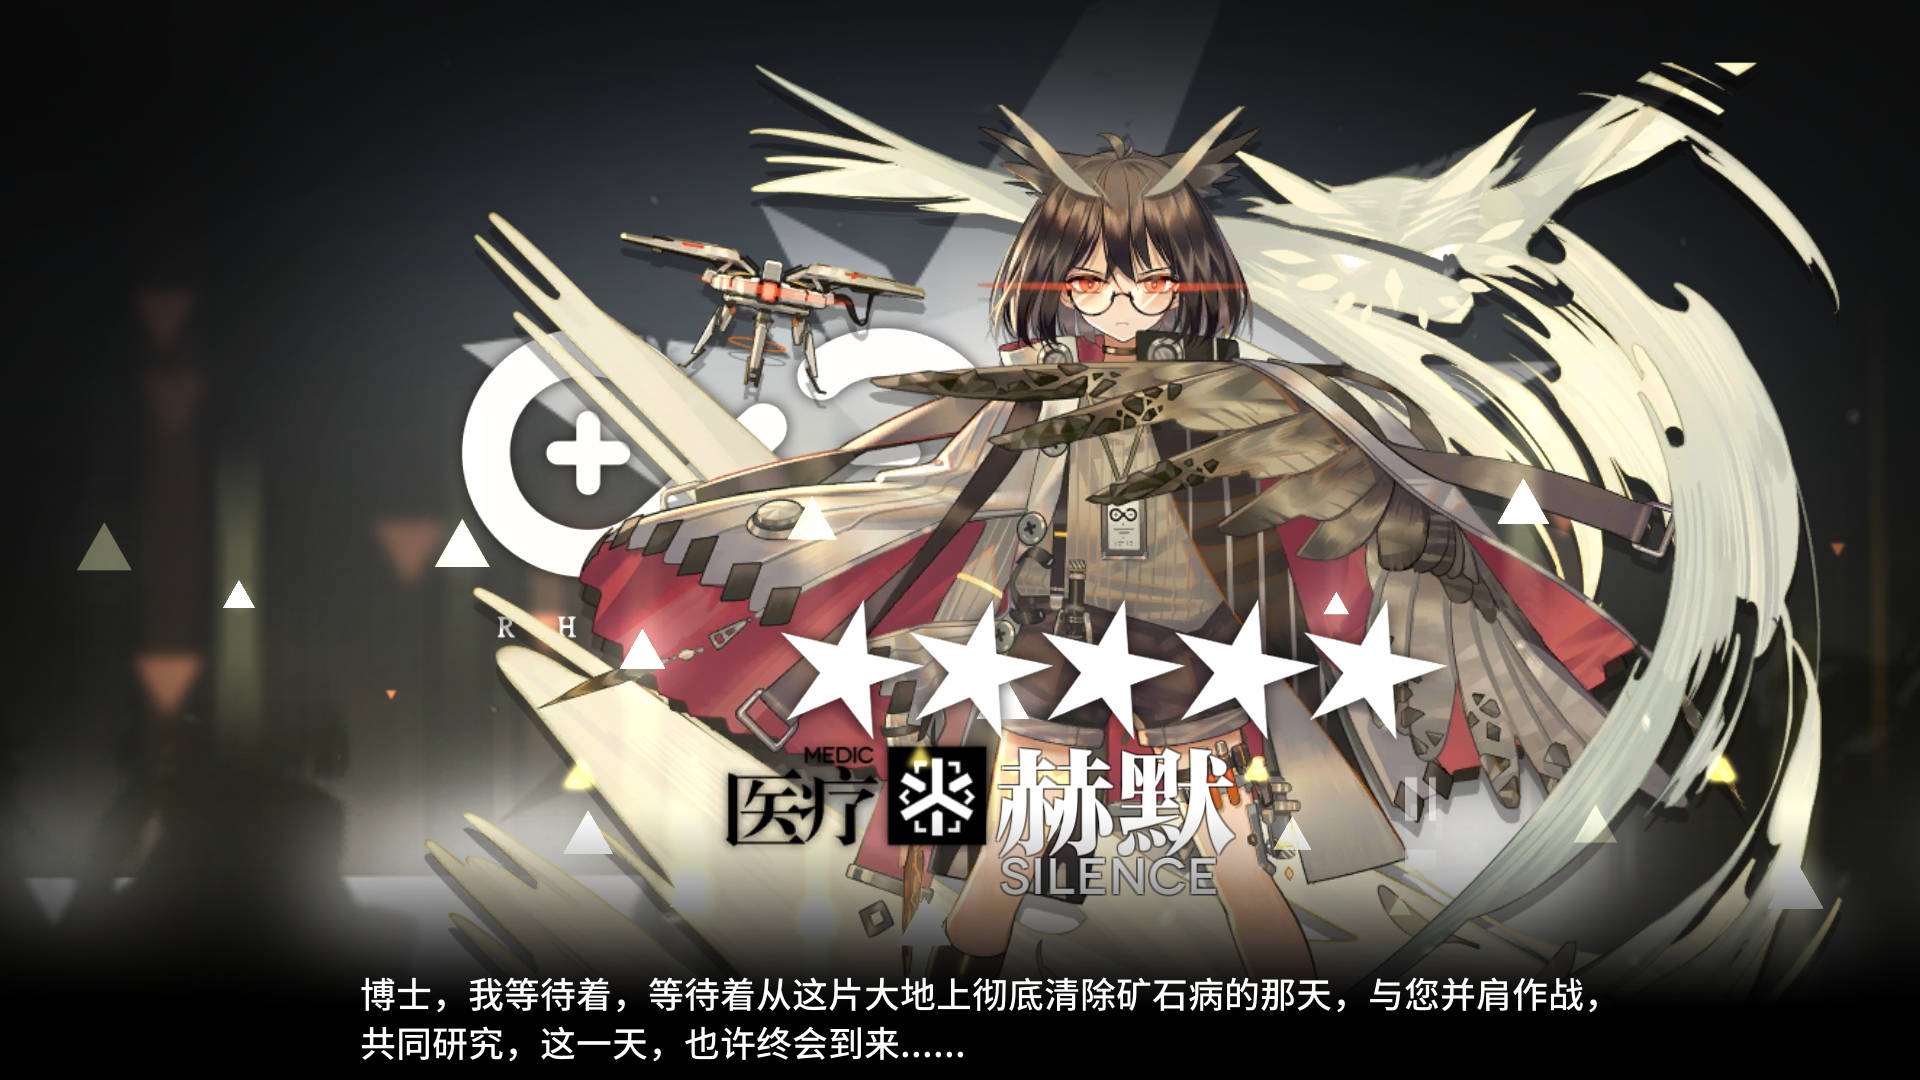 R H
MEDIC
医疗
赫默
SILENCE
博士，我等待着，等待着从这片大地上彻底清除矿石病的那天，与您并肩作战，
共同研究，这一天，也许终会到来......